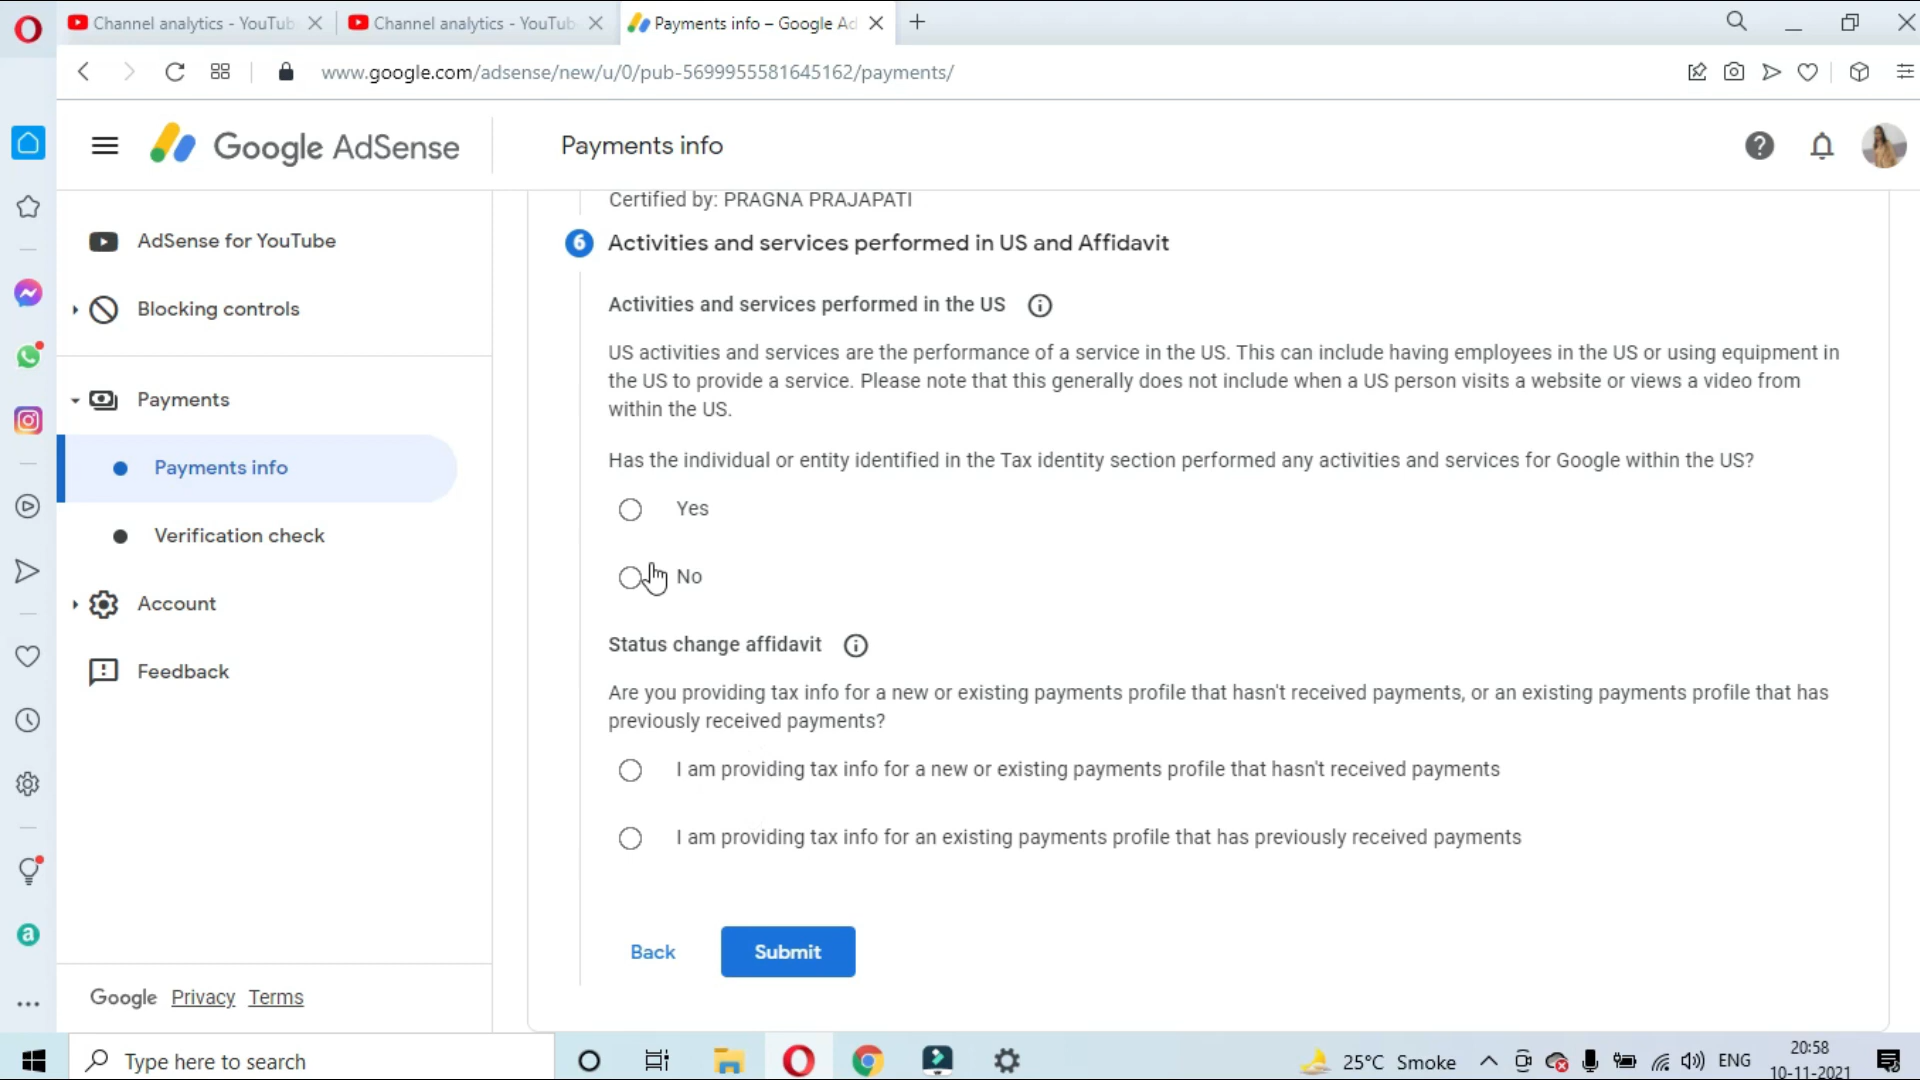 Channel analytics - YouTub
Channel analytics - YouTub
Payments info – Google Ad
www.google.com/adsense/new/u/0/pub-5699955581645162/payments/
Google AdSense
Payments info
AdSense for YouTube
Blocking controls
Payments
Payments info
Verification check
Account
Feedback
Google Privacy Terms
Certified by: PRAGNA PRAJAPATI
6 Activities and services performed in US and Affidavit
Activities and services performed in the US
US activities and services are the performance of a service in the US. This can include having employees in the US or using equipment in
the US to provide a service. Please note that this generally does not include when a US person visits a website or views a video from
within the US.
Has the individual or entity identified in the Tax identity section performed any activities and services for Google within the US?
Yes
No
Status change affidavit
Are you providing tax info for a new or existing payments profile that hasn't received payments, or an existing payments profile that has
previously received payments?
I am providing tax info for a new or existing payments profile that hasn't received payments
I am providing tax info for an existing payments profile that has previously received payments
Back
Submit
Type here to search
25°C Smoke
ENG
20:58
10-11-2021